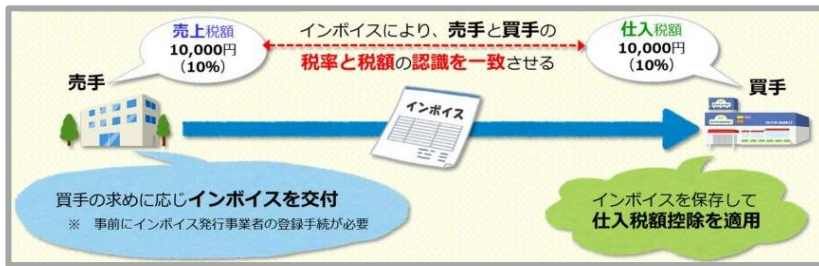 売上税額
10,000円
（10%）
インボイスにより、売手と買手の
税率と税額の認識を一致させる
仕入税額
10,000円
（10%）
売手
インボイス
買手
買手の求めに応じインボイスを交付
※ 事前にインボイス発行事業者の登録手続が必要
インボイスを保存して
仕入税額控除を適用